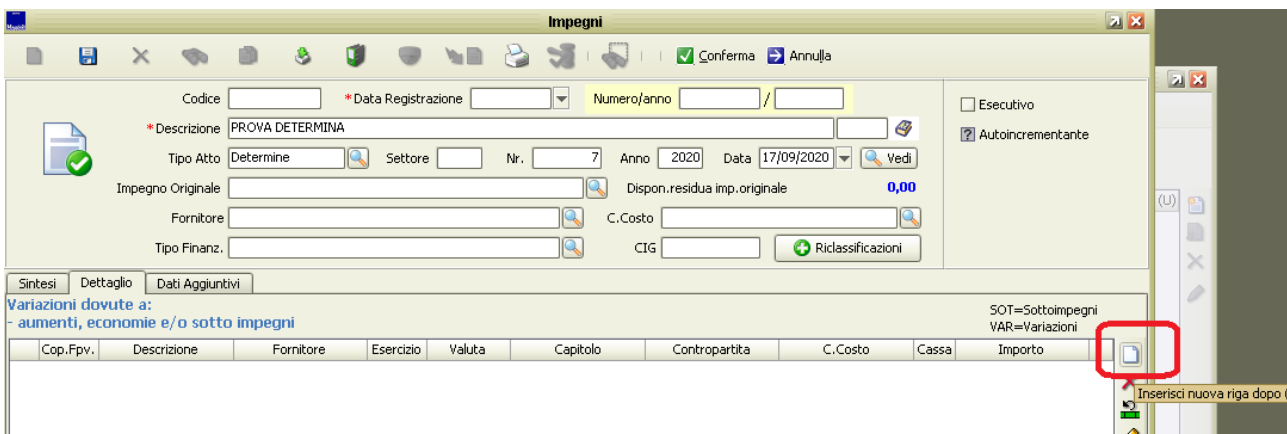 Impegni
Conferma Annulla
Codice *Data Registrazione Numero/anno / Esecutivo
*Descrizione PROVA DETERMINA ? Autoincrementante
Tipo Atto Determine Settore Nr. 7 Anno 2020 Data 17/09/2020 Vedi
Impegno Originale Dispon.residua imp.originale 0,00
(U)
Fornitore C.Costo
Tipo Finanz. CIG Riclassificazioni
Sintesi Dettaglio Dati Aggiuntivi
Variazioni dovute a: SOT=Sottoimpegni
- aumenti, economie e/o sotto impegni VAR=Variazioni
Cop.Fpv. Descrizione Fornitore Esercizio Valuta Capitolo Contropartita C.Costo Cassa Importo
Inserisci nuova riga dopo (